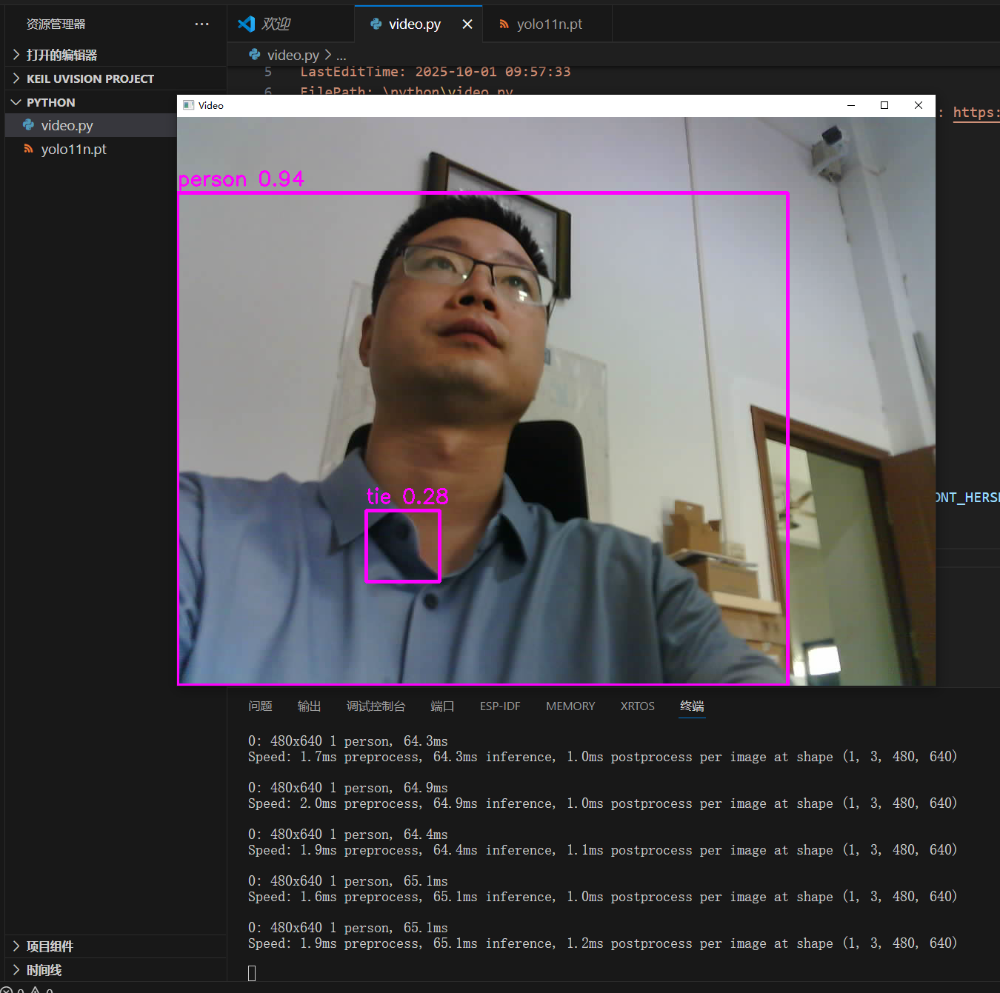 资源管理器
打开的编辑器
KEIL UVISION PROJECT
PYTHON
video.py
yolo11n.pt
欢迎
video.py
yolo11n.pt
video.py > ...
5 LastEditTime: 2025-10-01 09:57:33
6 FilePath: \python\video.py
: https:
Video
person 0.94
tie 0.28
ONT_HERS
问题 输出 调试控制台 端口 ESP-IDF MEMORY XRTOS 终端
0: 480x640 1 person, 64.3ms
Speed: 1.7ms preprocess, 64.3ms inference, 1.0ms postprocess per image at shape (1, 3, 480, 640)
0: 480x640 1 person, 64.9ms
Speed: 2.0ms preprocess, 64.9ms inference, 1.0ms postprocess per image at shape (1, 3, 480, 640)
0: 480x640 1 person, 64.4ms
Speed: 1.9ms preprocess, 64.4ms inference, 1.1ms postprocess per image at shape (1, 3, 480, 640)
0: 480x640 1 person, 65.1ms
Speed: 1.6ms preprocess, 65.1ms inference, 1.0ms postprocess per image at shape (1, 3, 480, 640)
0: 480x640 1 person, 65.1ms
Speed: 1.9ms preprocess, 65.1ms inference, 1.2ms postprocess per image at shape (1, 3, 480, 640)
项目组件
时间线
0 0